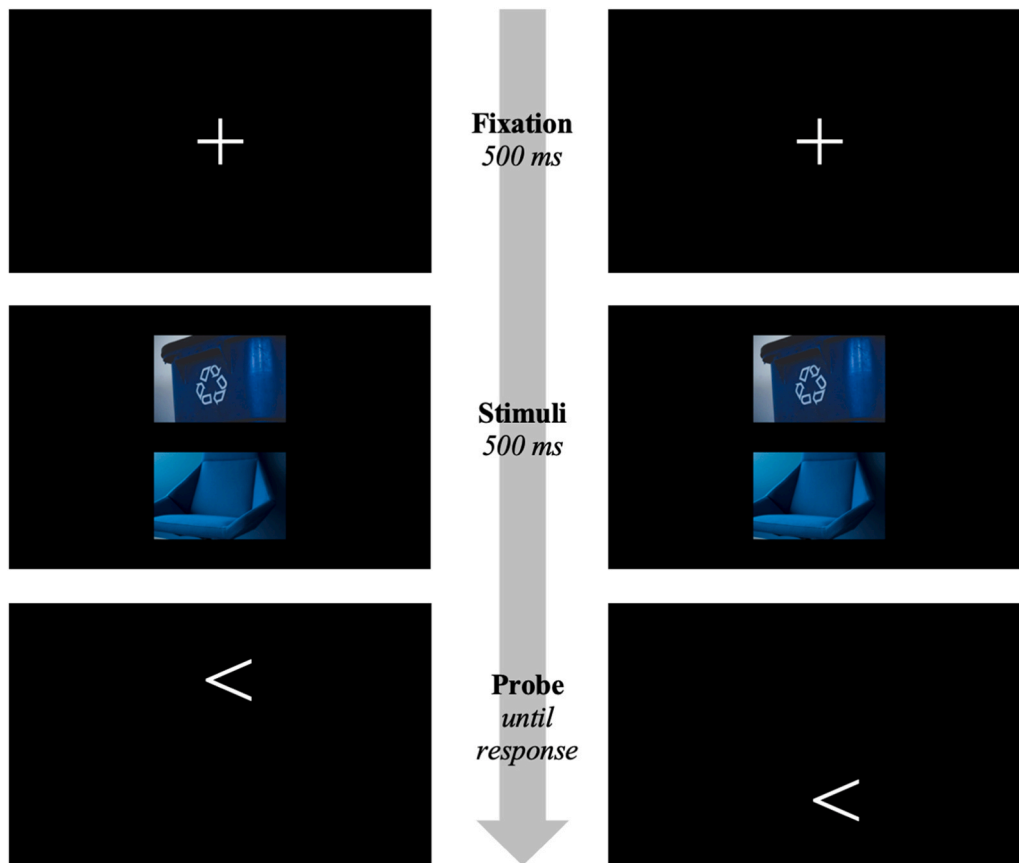 Fixation
500 ms
Stimuli
500 ms
<
<
Probe
until
response